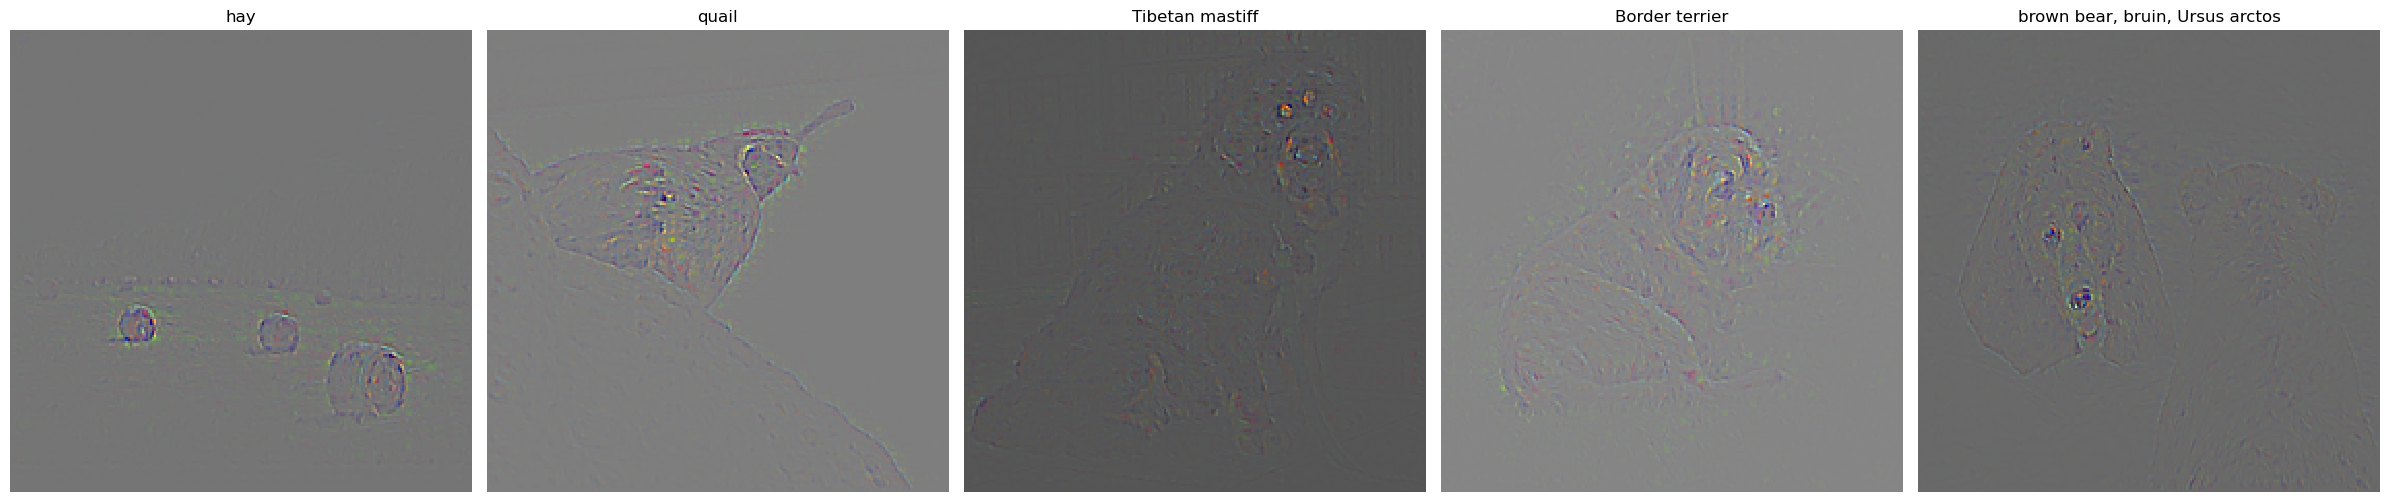 hay
quail
Tibetan mastiff
Border terrier
brown bear, bruin, Ursus arctos